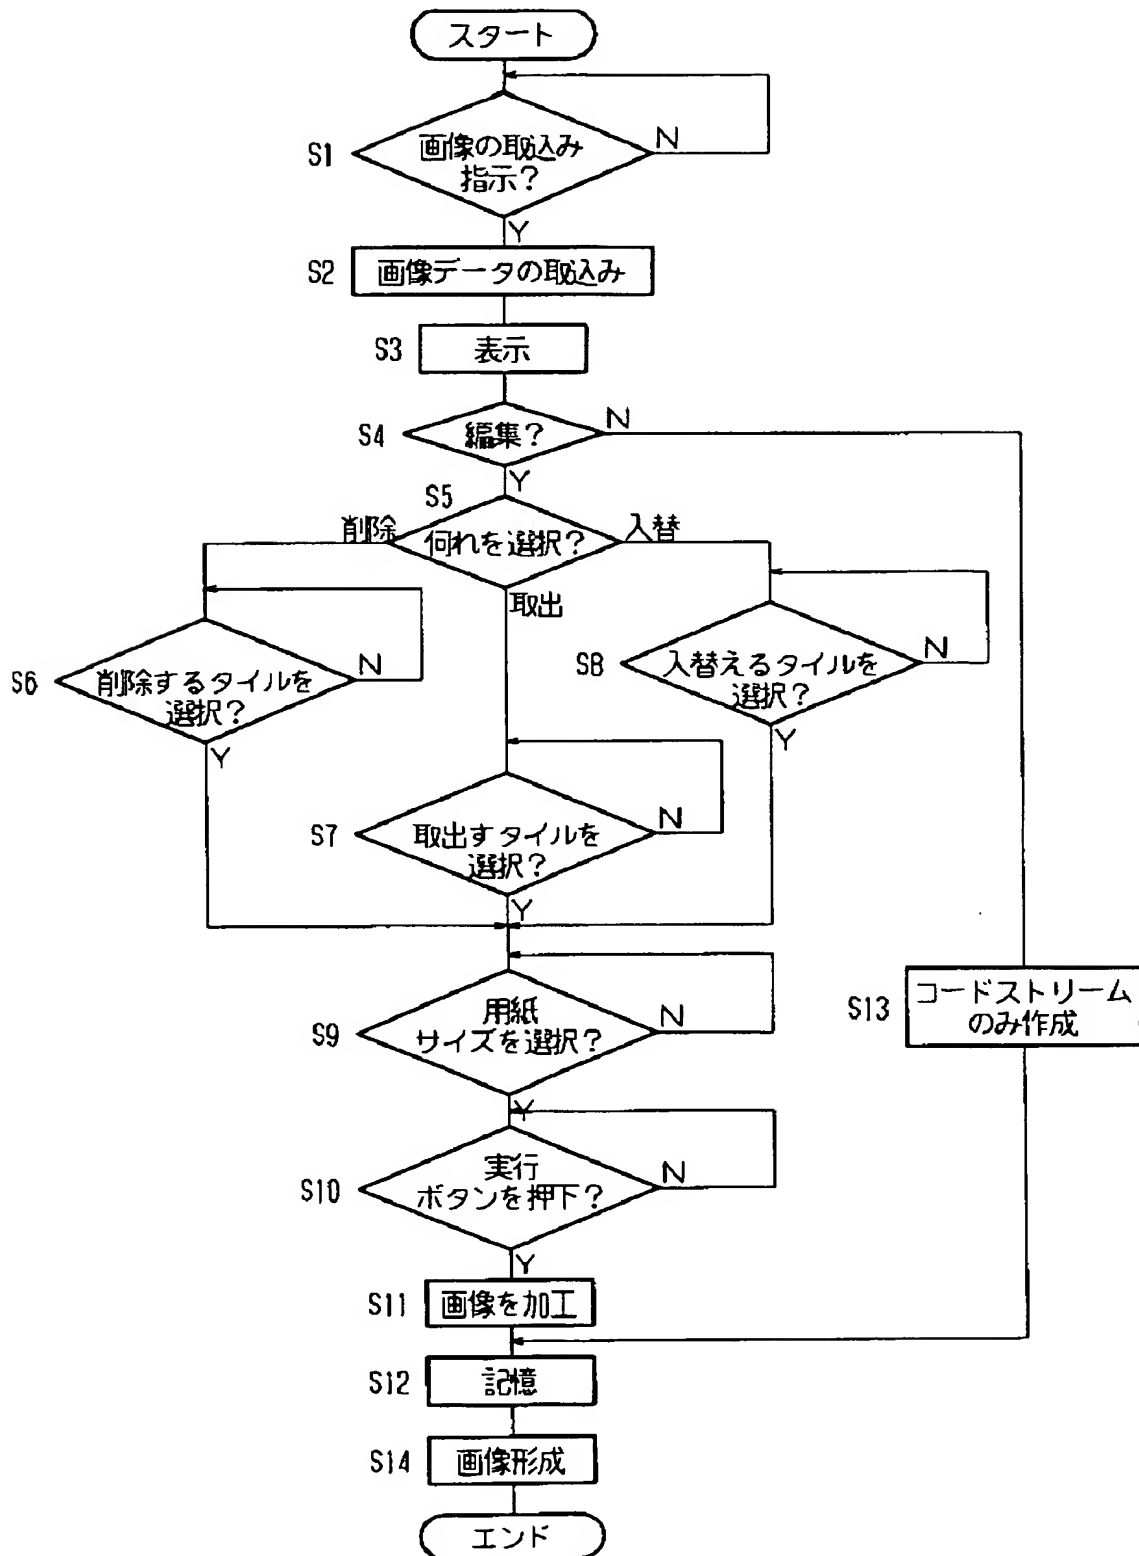 スタート
N
S1
画像の取込み
指示?
Y
S2
画像データの取込み
S3
表示
N
S4
編集?
Y
S5
削除
何れを選択?
入替
取出
S6
削除するタイルを
選択?
N
Y
S8
入替えるタイルを
選択?
N
Y
S7
取出すタイルを
選択?
N
Y
S9
用紙
サイズを選択?
N
Y
S13
コードストリーム
のみ作成
S10
実行
ボタンを押下?
N
Y
S11
画像を加工
S12
記憶
S14
画像形成
エンド